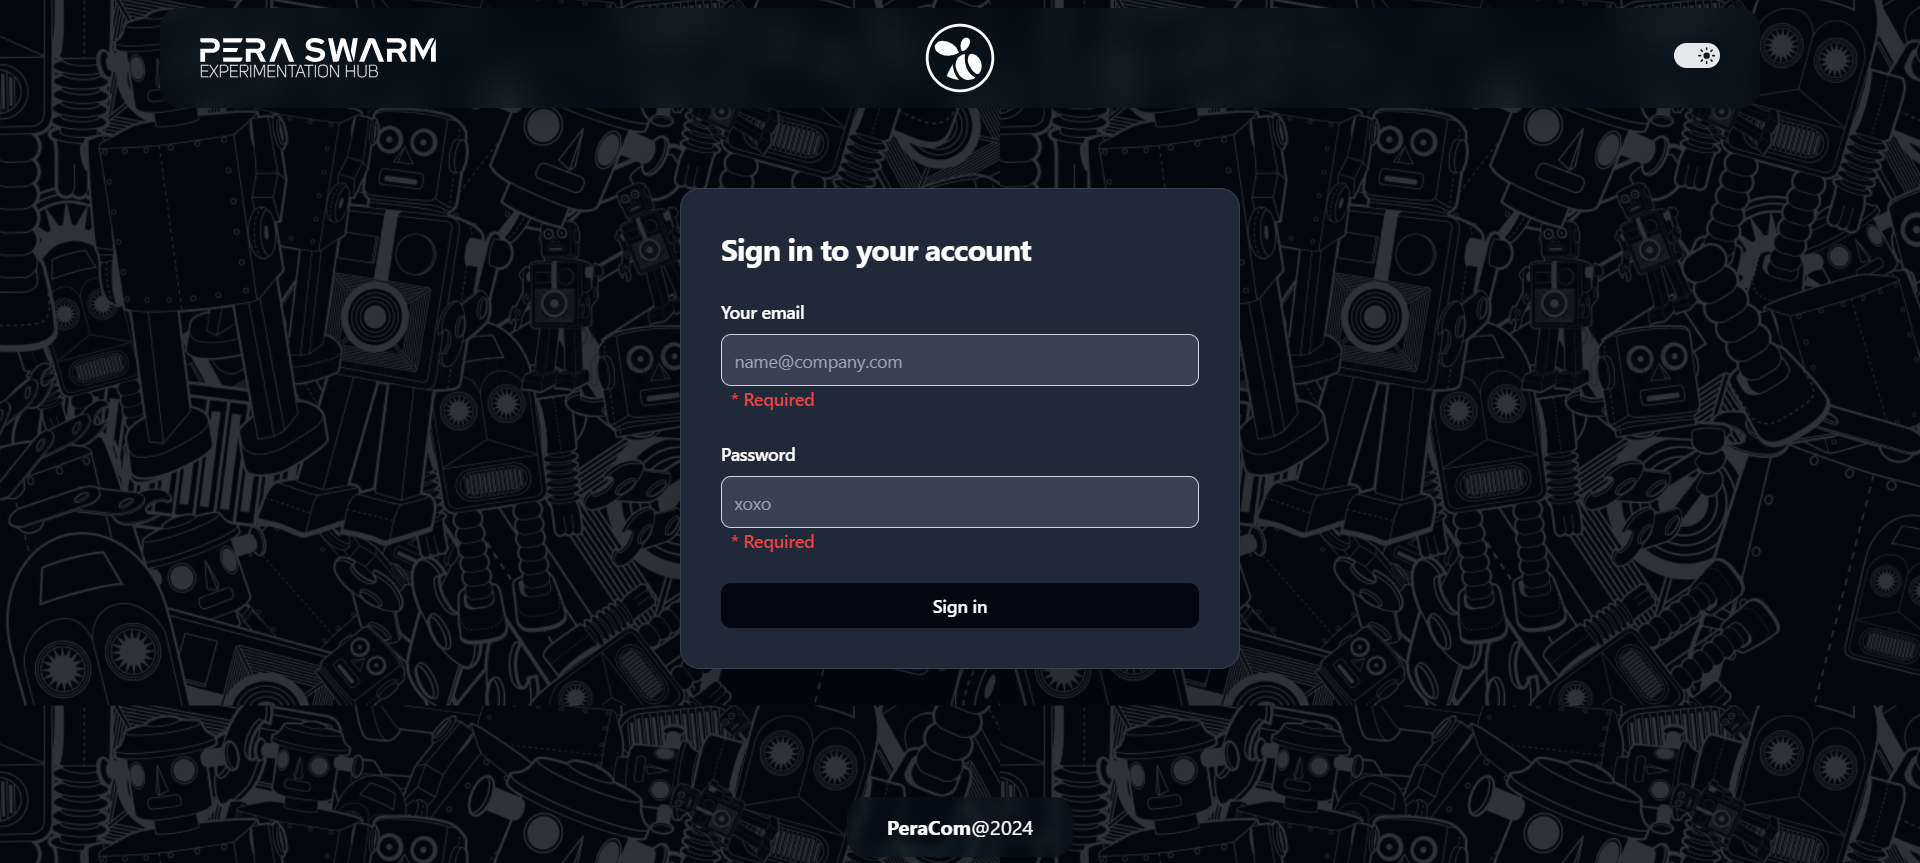 PERA SWARM
EXPERIMENTATION HUB
Sign in to your account
Your email
name@company.com
* Required
Password
xoxo
* Required
Sign in
PeraCom@2024